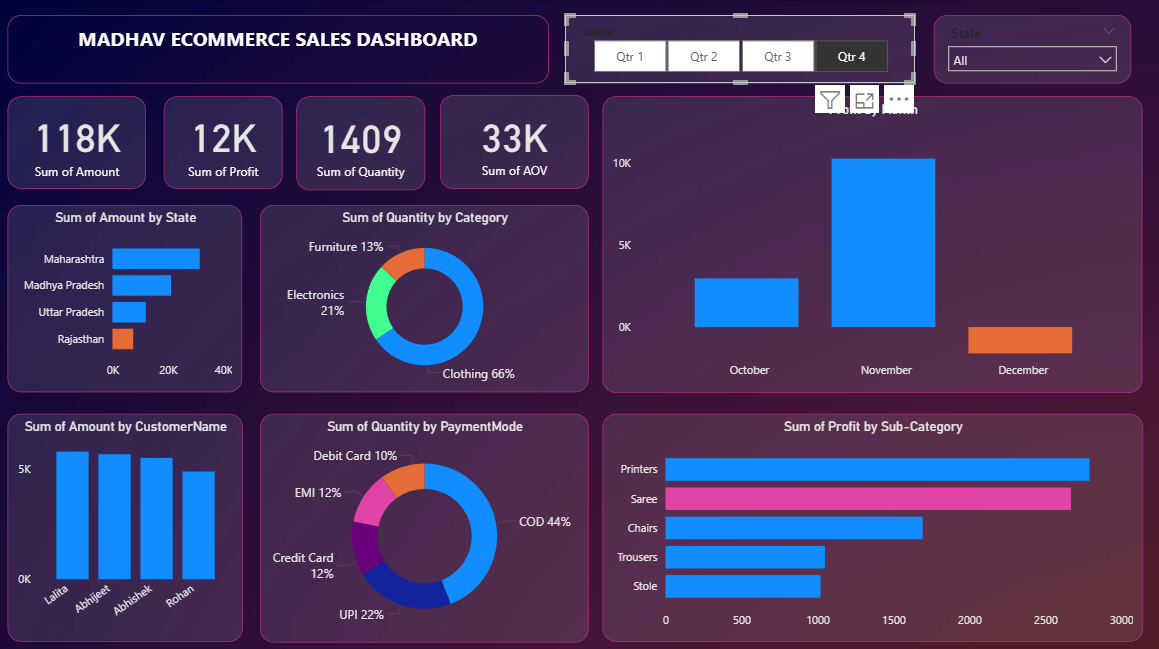 MADHAV ECOMMERCE SALES DASHBOARD
Quarter
Qtr 1
Qtr 2
Qtr 3
Qtr 4
State
All
118K
Sum of Amount
12K
Sum of Profit
1409
Sum of Quantity
33K
Sum of AOV
Sum of Amount by State
Maharashtra
Madhya Pradesh
Uttar Pradesh
Rajasthan
0K 20K 40K
Sum of Quantity by Category
Furniture 13%
Electronics
21%
Clothing 66%
Profit by Month
10K
5K
0K
October November December
Sum of Amount by CustomerName
5K
0K
Lalita Abhijeet Abhishek Rohan
Sum of Quantity by PaymentMode
Debit Card 10%
EMI 12%
COD 44%
Credit Card
12%
UPI 22%
Sum of Profit by Sub-Category
Printers
Saree
Chairs
Trousers
Stole
0 500 1000 1500 2000 2500 3000